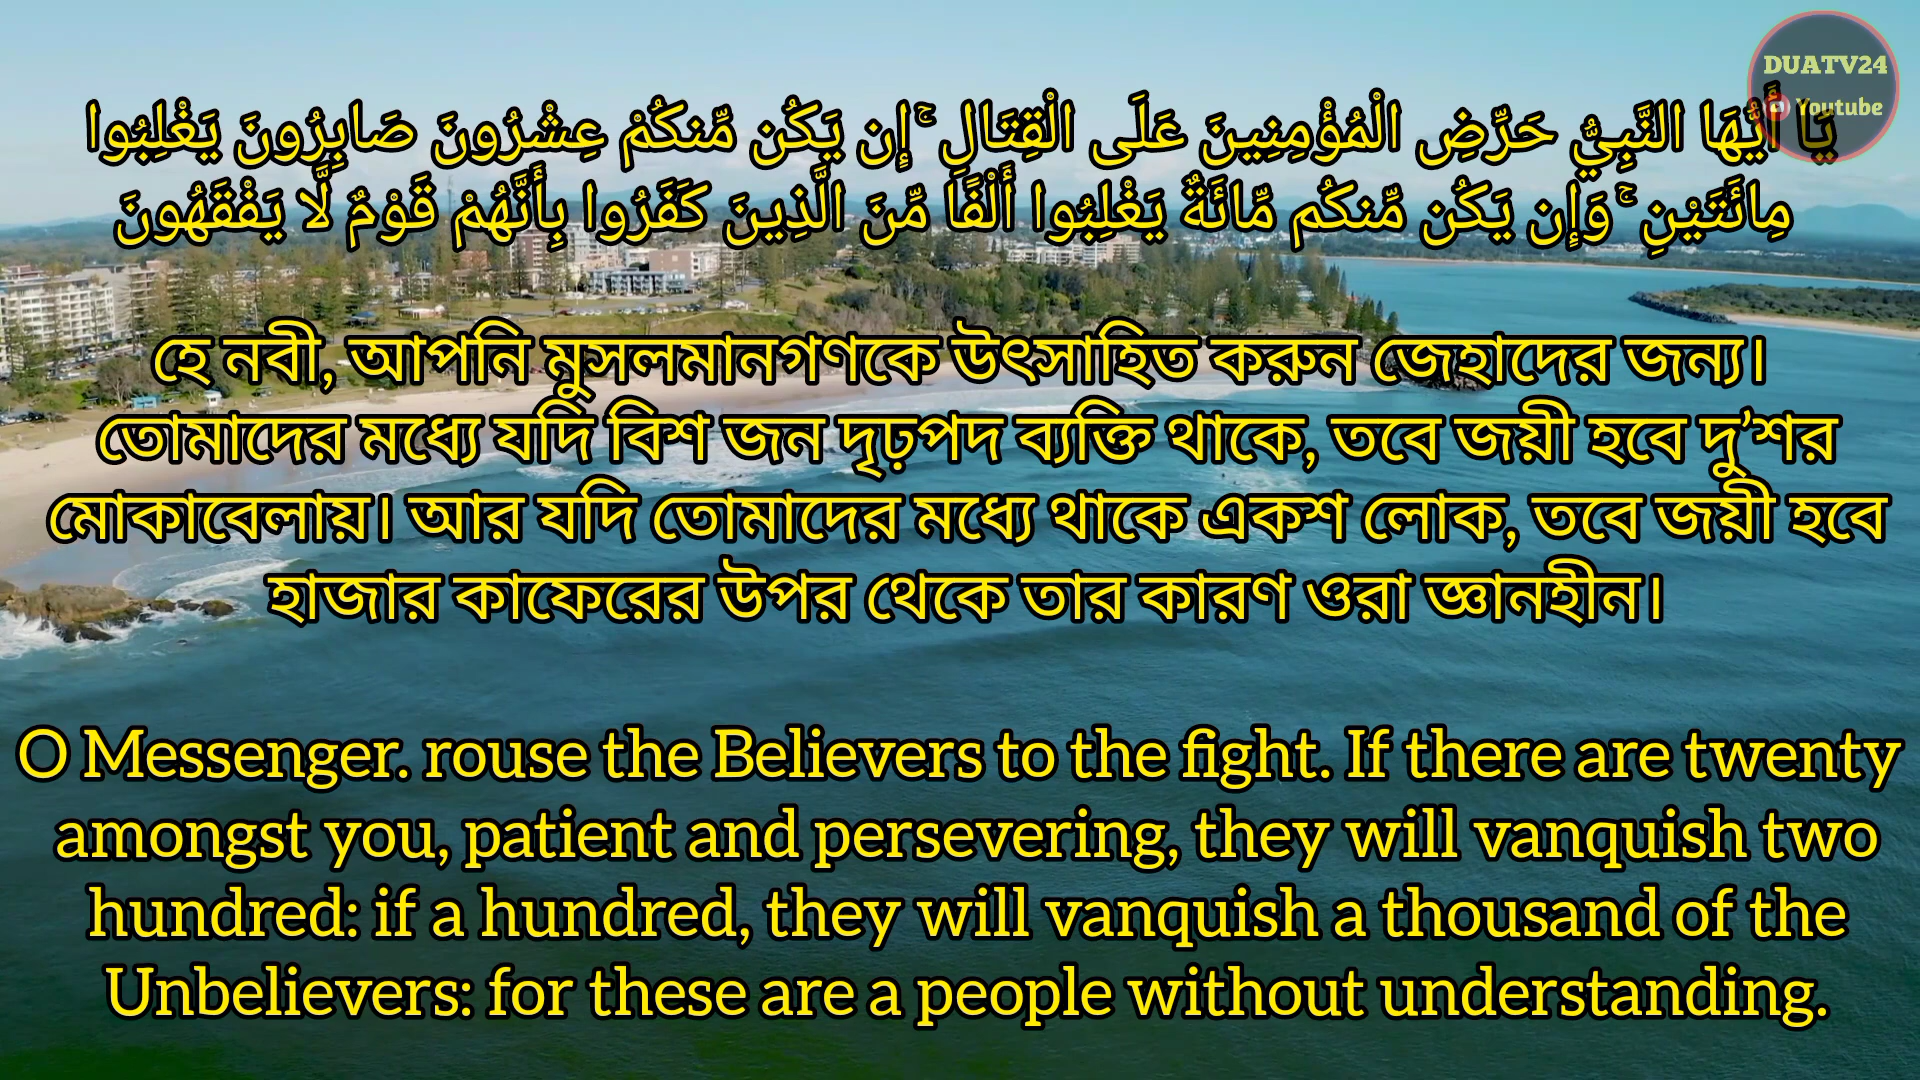 DUATV24
Youtube
يَا أَيُّهَا النَّبِيُّ حَرِّضِ الْمُؤْمِنِينَ عَلَى الْقِتَالِ ۚ إِن يَكُن مِّنكُمْ عِشْرُونَ صَابِرُونَ يَغْلِبُوا
مِائَتَيْنِ ۚ وَإِن يَكُن مِّنكُم مِّائَةٌ يَغْلِبُوا أَلْفًا مِّنَ الَّذِينَ كَفَرُوا بِأَنَّهُمْ قَوْمٌ لَّا يَفْقَهُونَ
হে নবী, আপনি মুসলমানগণকে উৎসাহিত করুন জেহাদের জন্য।
তোমাদের মধ্যে যদি বিশ জন দৃঢ়পদ ব্যক্তি থাকে, তবে জয়ী হবে দু’শর
মোকাবেলায়। আর যদি তোমাদের মধ্যে থাকে একশ লোক, তবে জয়ী হবে
হাজার কাফেরের উপর থেকে তার কারণ ওরা জ্ঞানহীন।
O Messenger. rouse the Believers to the fight. If there are twenty
amongst you, patient and persevering, they will vanquish two
hundred: if a hundred, they will vanquish a thousand of the
Unbelievers: for these are a people without understanding.